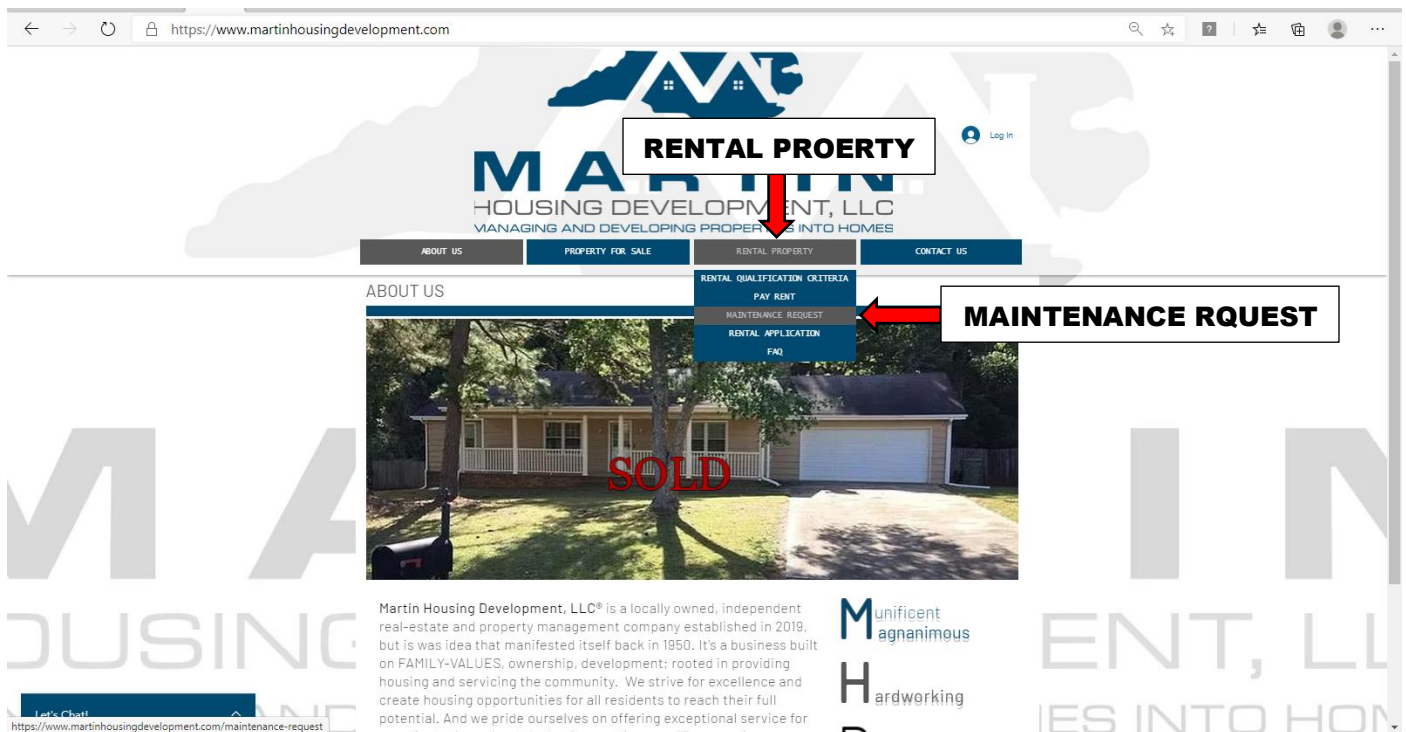 https://www.martinhousingdevelopment.com
?
Log In
RENTAL PROERTY
MARTIN
HOUSING DEVELOPMENT, LLC
MANAGING AND DEVELOPING PROPERTIES INTO HOMES
ABOUT US
PROPERTY FOR SALE
RENTAL PROPERTY
CONTACT US
RENTAL QUALIFICATION CRITERIA
PAY RENT
MAINTENANCE REQUEST
RENTAL APPLICATION
FAQ
MAINTENANCE RQUEST
ABOUT US
SOLD
Martin Housing Development, LLC® is a locally owned, independent
real-estate and property management company established in 2019,
but is was idea that manifested itself back in 1950. It's a business built
on FAMILY-VALUES, ownership, development; rooted in providing
housing and servicing the community. We strive for excellence and
create housing opportunities for all residents to reach their full
potential. And we pride ourselves on offering exceptional service for
Munificent
agnanimous
Hardworking
Let's Chat!
https://www.martinhousingdevelopment.com/maintenance-request